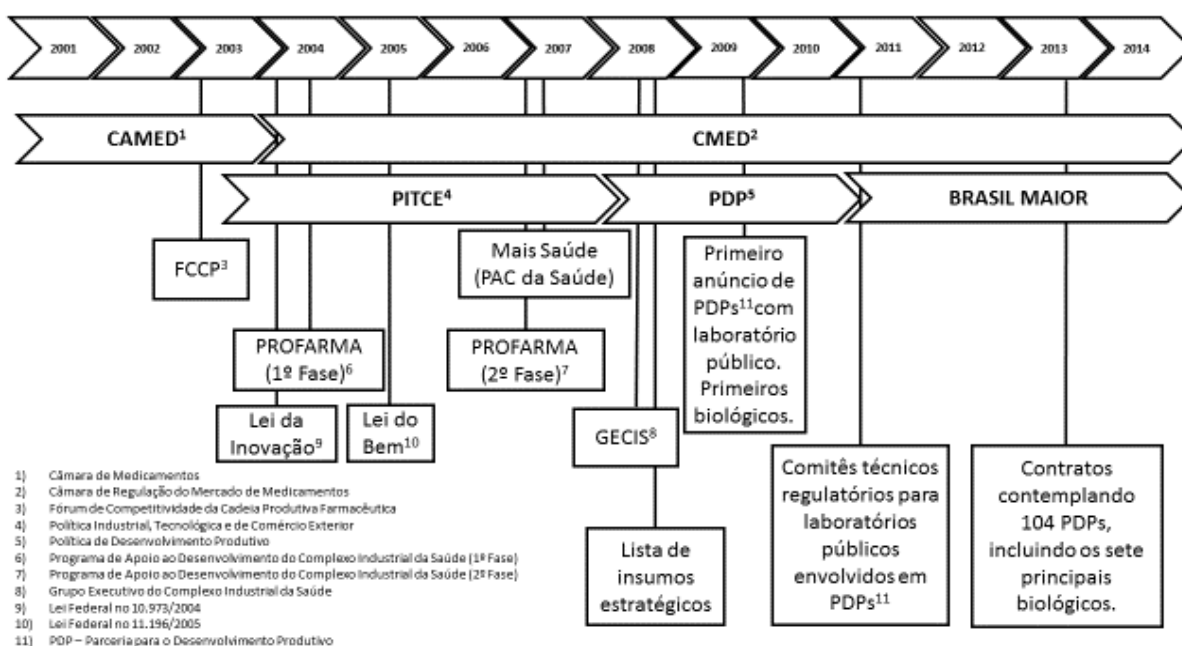 2001 2002 2003 2004 2005 2006 2007 2008 2009 2010 2011 2012 2013 2014
CAMED¹ CMED²
PITCE⁴ PDP⁵ BRASIL MAIOR
FCCP³
Mais Saúde
(PAC da Saúde)
Primeiro
anúncio de
PDPs¹¹com
laboratório
público.
Primeiros
biológicos.
PROFARMA
(1º Fase)⁶
PROFARMA
(2º Fase)⁷
Lei da
Inovação⁹
Lei do
Bem¹⁰
GECIS⁸
Comitês técnicos
regulatórios para
laboratórios
públicos
envolvidos em
PDPs¹¹
Contratos
contemplando
104 PDPs,
incluindo os sete
principais
biológicos.
Lista de
insumos
estratégicos
1) Câmara de Medicamentos
2) Câmara de Regulação do Mercado de Medicamentos
3) Fórum de Competitividade da Cadeia Produtiva Farmacêutica
4) Política Industrial, Tecnológica e de Comércio Exterior
5) Política de Desenvolvimento Produtivo
6) Programa de Apoio ao Desenvolvimento do Complexo Industrial da Saúde (1ª Fase)
7) Programa de Apoio ao Desenvolvimento do Complexo Industrial da Saúde (2ª Fase)
8) Grupo Executivo do Complexo Industrial da Saúde
9) Lei Federal no 10.973/2004
10) Lei Federal no 11.196/2005
11) PDP – Parceria para o Desenvolvimento Produtivo